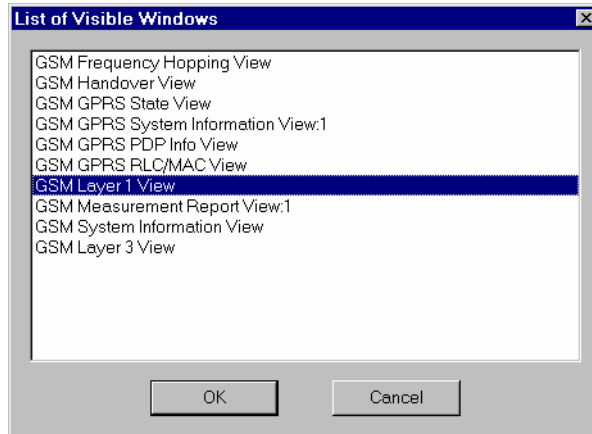 List of Visible Windows
GSM Frequency Hopping View
GSM Handover View
GSM GPRS State View
GSM GPRS System Information View:1
GSM GPRS PDP Info View
GSM GPRS RLC/MAC View
GSM Layer 1 View
GSM Measurement Report View:1
GSM System Information View
GSM Layer 3 View
OK Cancel